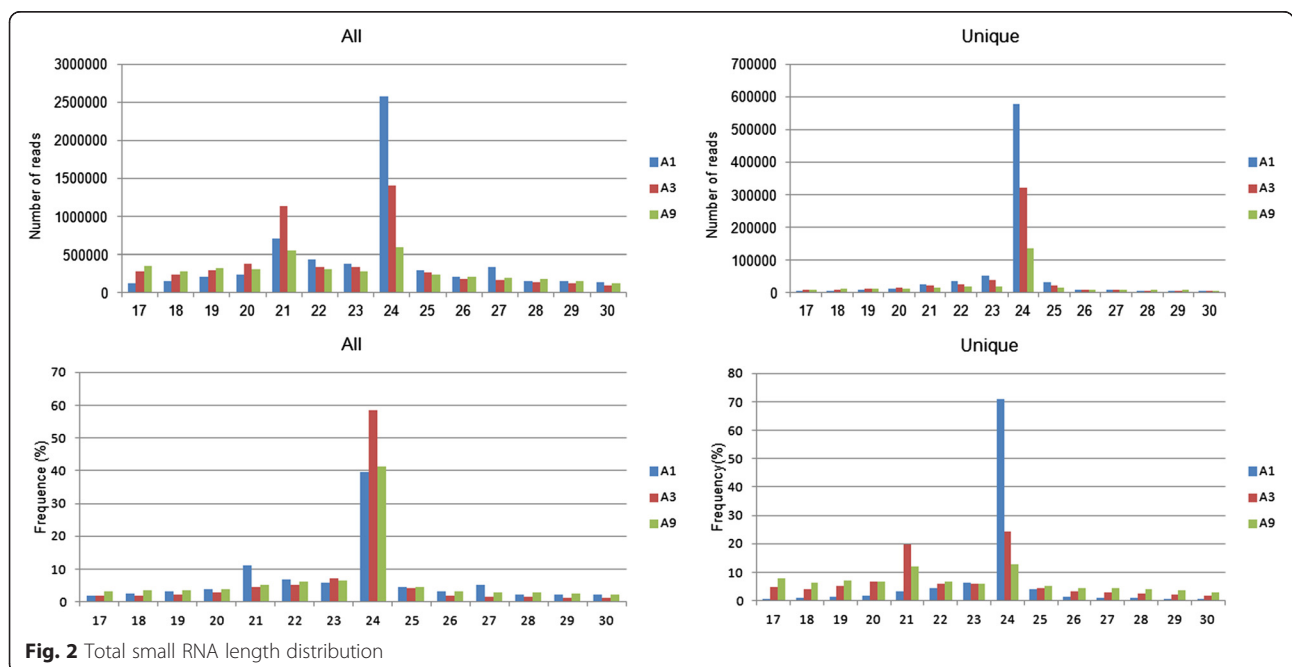 All
Number of reads
3000000
2500000
2000000
1500000
1000000
500000
0
17 18 19 20 21 22 23 24 25 26 27 28 29 30
A1
A3
A9
Unique
Number of reads
700000
600000
500000
400000
300000
200000
100000
0
17 18 19 20 21 22 23 24 25 26 27 28 29 30
A1
A3
A9
All
Frequence (%)
70
60
50
40
30
20
10
0
17 18 19 20 21 22 23 24 25 26 27 28 29 30
A1
A3
A9
Unique
Frequency(%)
80
70
60
50
40
30
20
10
0
17 18 19 20 21 22 23 24 25 26 27 28 29 30
A1
A3
A9
Fig. 2 Total small RNA length distribution